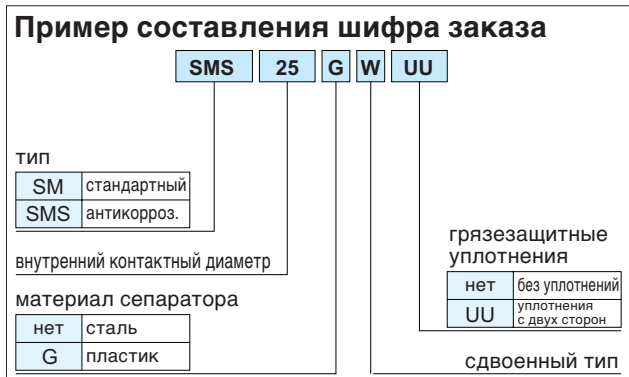 Пример составления шифра заказа
SMS 25 G W UU
тип
SM стандартный
SMS антикорроз.
внутренний контактный диаметр
материал сепаратора
нет сталь
G пластик
грязезащитные
уплотнения
нет без уплотнений
UU уплотнения
с двух сторон
сдвоенный тип